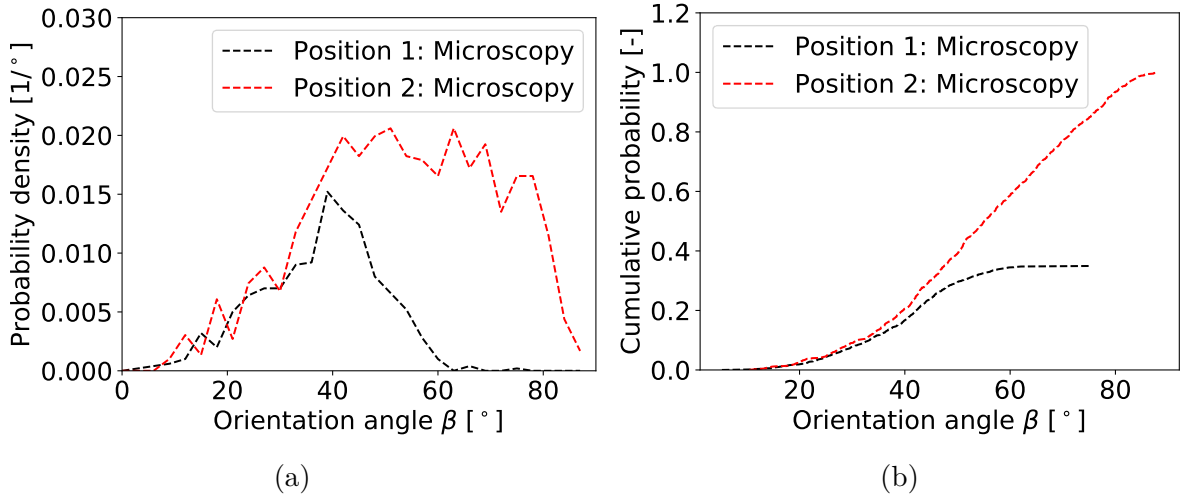 0.030
0.025
0.020
0.015
0.010
0.005
0.000
Probability density [1/°]
Position 1: Microscopy
Position 2: Microscopy
0 20 40 60 80
Orientation angle β [°]
(a)
1.2
1.0
0.8
0.6
0.4
0.2
0.0
Cumulative probability [-]
Position 1: Microscopy
Position 2: Microscopy
20 40 60 80
Orientation angle β [°]
(b)